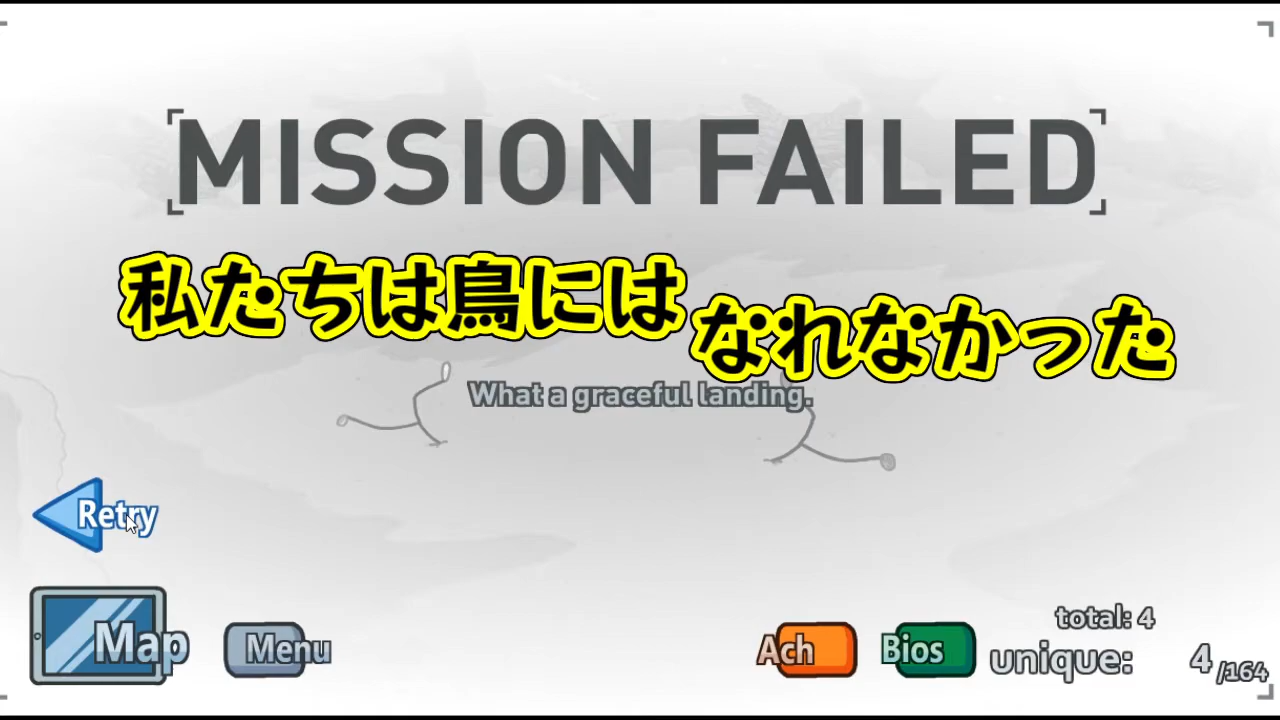 MISSION FAILED
私たちは鳥にはなれなかった
What a graceful landing.
Retry
Map
Menu
Ach
Bios
total: 4
unique: 4/164